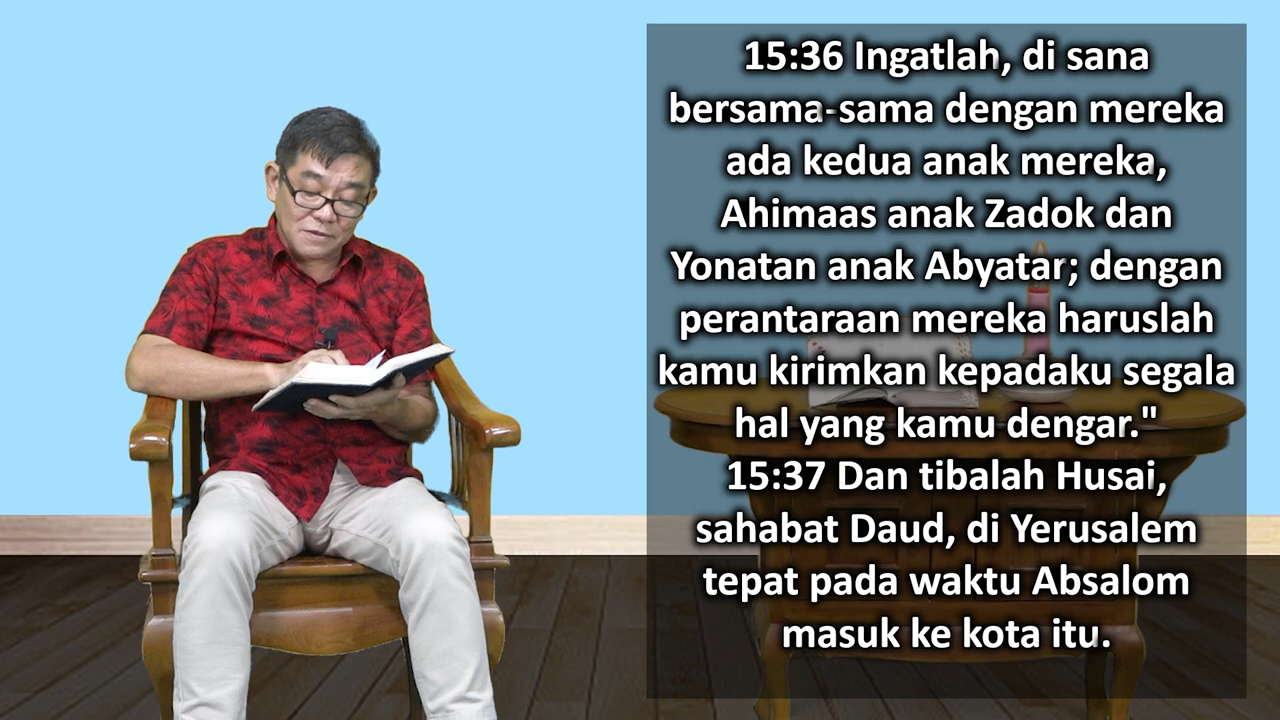 15:36 Ingatlah, di sana
bersama-sama dengan mereka
ada kedua anak mereka,
Ahimaas anak Zadok dan
Yonatan anak Abyatar; dengan
perantaraan mereka haruslah
kamu kirimkan kepadaku segala
hal yang kamu dengar."
15:37 Dan tibalah Husai,
sahabat Daud, di Yerusalem
tepat pada waktu Absalom
masuk ke kota itu.